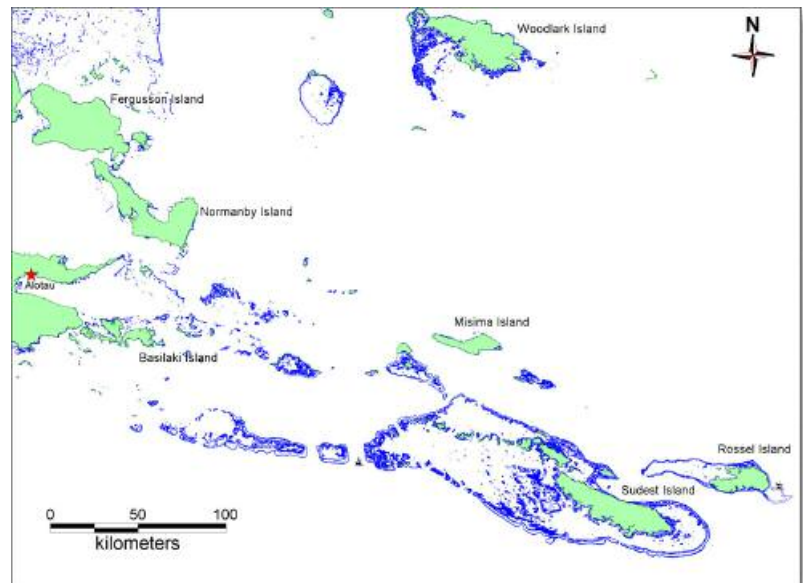 Woodlark Island
N
Fergusson Island
Normanby Island
Alotau
Misima Island
Basilaki Island
Rossel Island
Sudest Island
0 50 100
kilometers